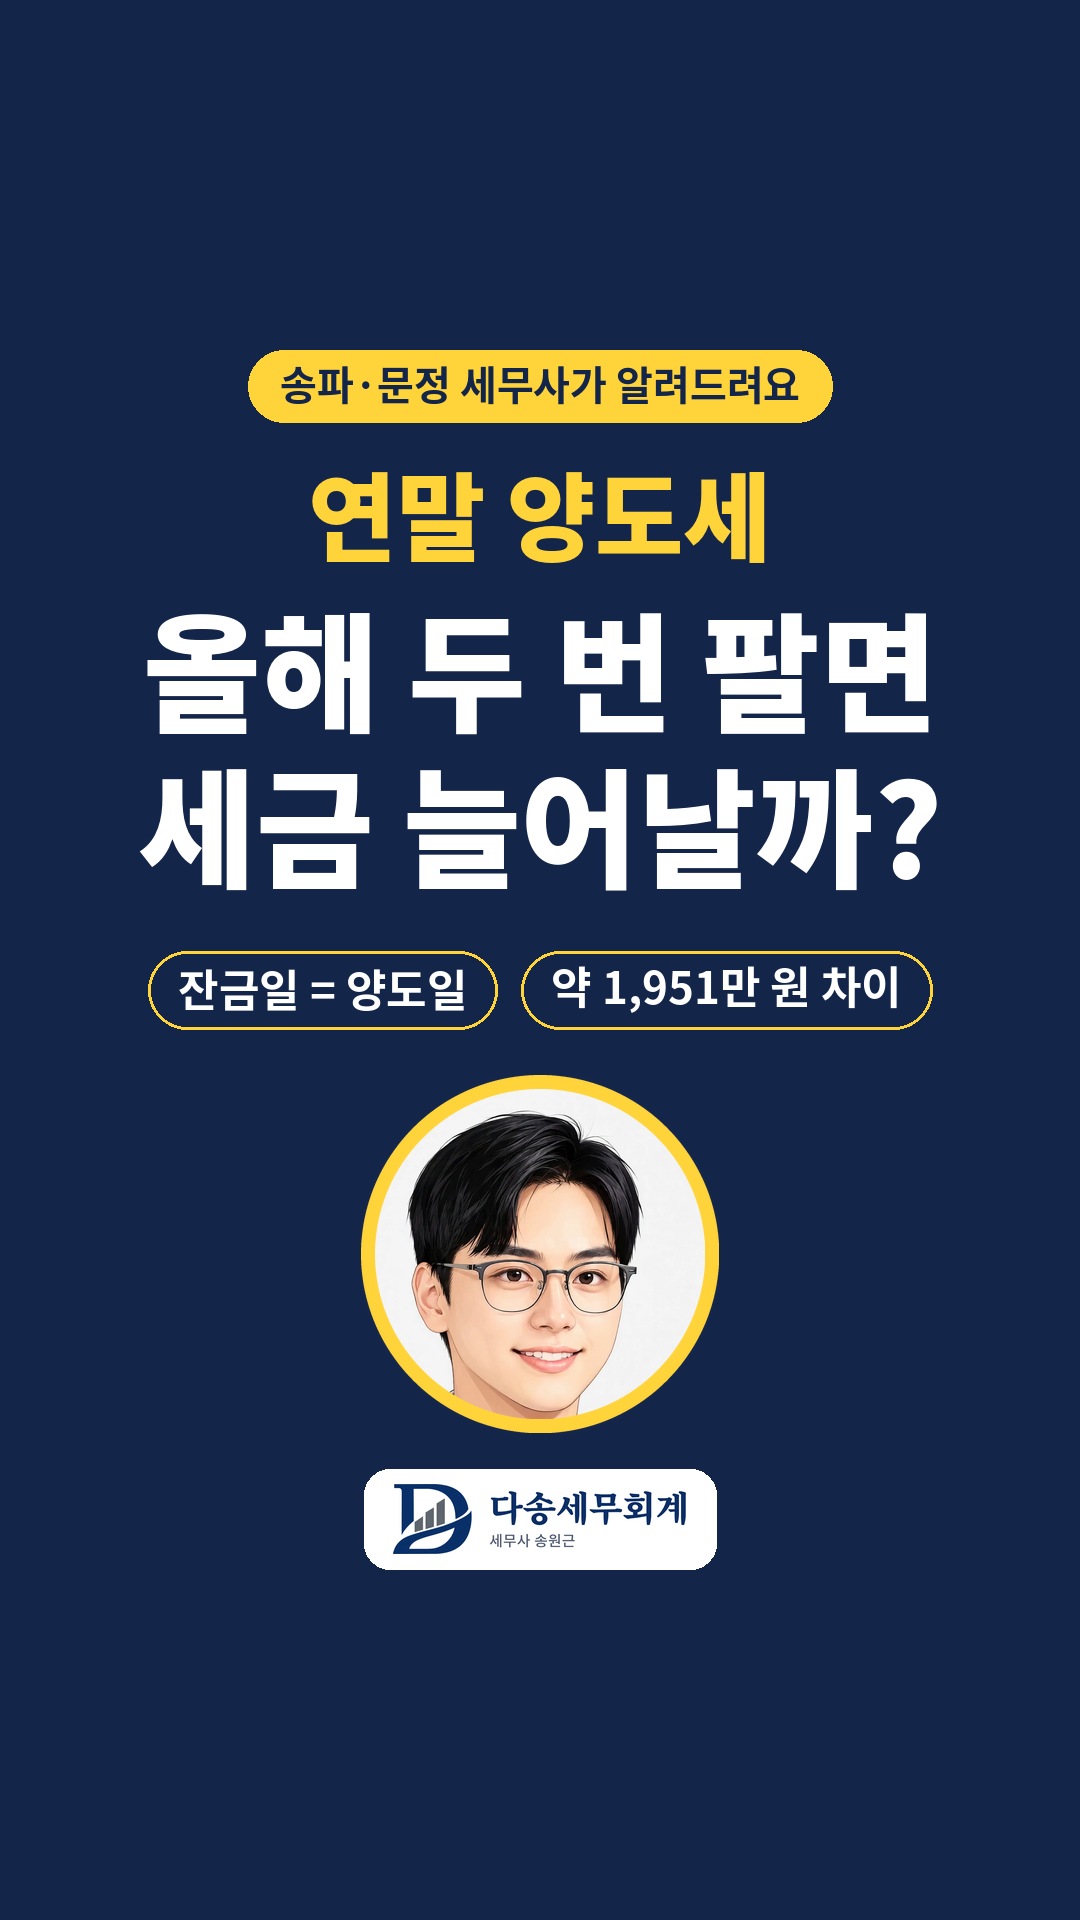 송파·문정 세무사가 알려드려요
연말 양도세
올해 두 번 팔면
세금 늘어날까?
잔금일 = 양도일
약 1,951만 원 차이
다송세무회계
세무사 송원근